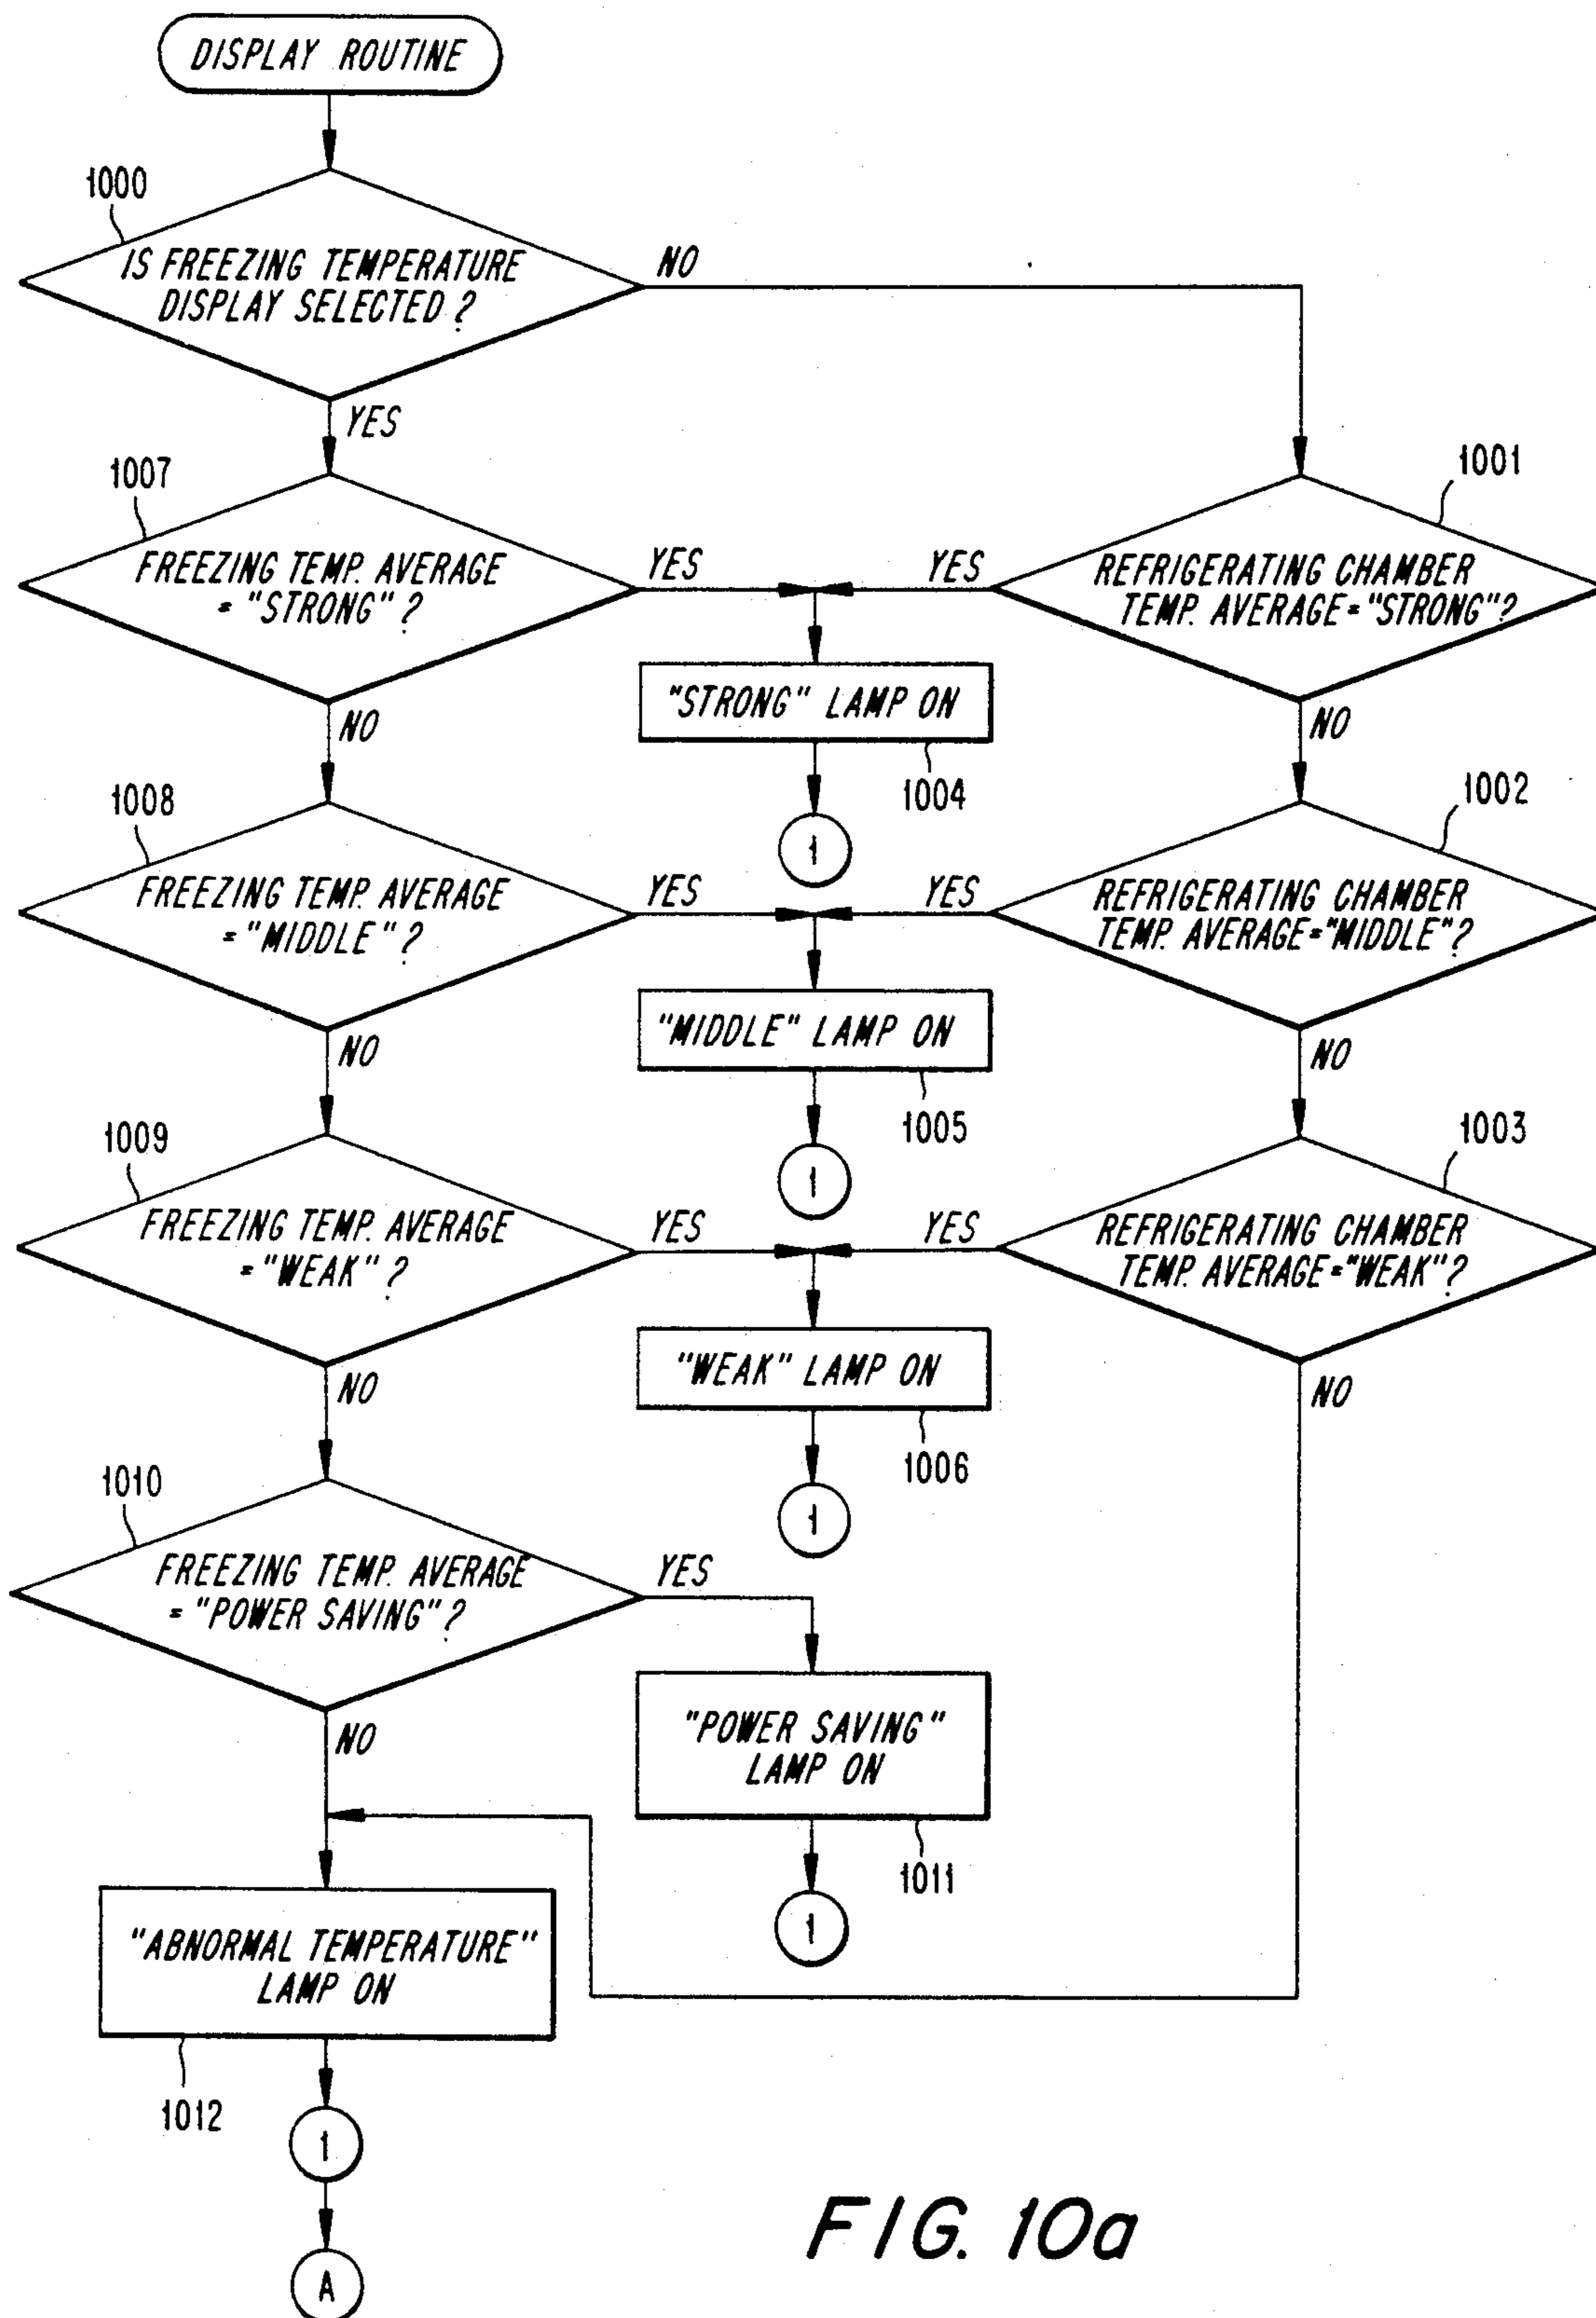 DISPLAY ROUTINE
1000
IS FREEZING TEMPERATURE
DISPLAY SELECTED ?
NO
YES
1007
FREEZING TEMP. AVERAGE
= "STRONG" ?
YES
NO
1001
REFRIGERATING CHAMBER
TEMP. AVERAGE = "STRONG"?
YES
NO
"STRONG" LAMP ON
1004
1
1008
FREEZING TEMP. AVERAGE
= "MIDDLE" ?
YES
NO
1002
REFRIGERATING CHAMBER
TEMP. AVERAGE = "MIDDLE"?
YES
NO
"MIDDLE" LAMP ON
1005
1
1009
FREEZING TEMP. AVERAGE
= "WEAK" ?
YES
NO
1003
REFRIGERATING CHAMBER
TEMP. AVERAGE = "WEAK"?
YES
NO
"WEAK" LAMP ON
1006
1
1010
FREEZING TEMP. AVERAGE
= "POWER SAVING" ?
YES
NO
"POWER SAVING"
LAMP ON
1011
1
"ABNORMAL TEMPERATURE"
LAMP ON
1012
1
A
FIG. 10a